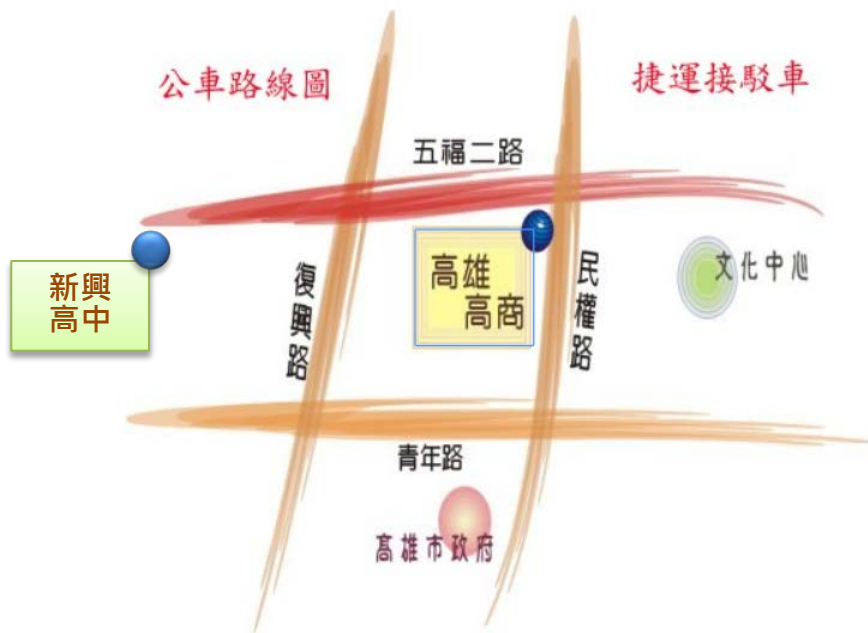 公車路線圖
捷運接駁車
五福二路
新興
高中
復興路
高雄
高商
民權路
文化中心
青年路
高雄市政府